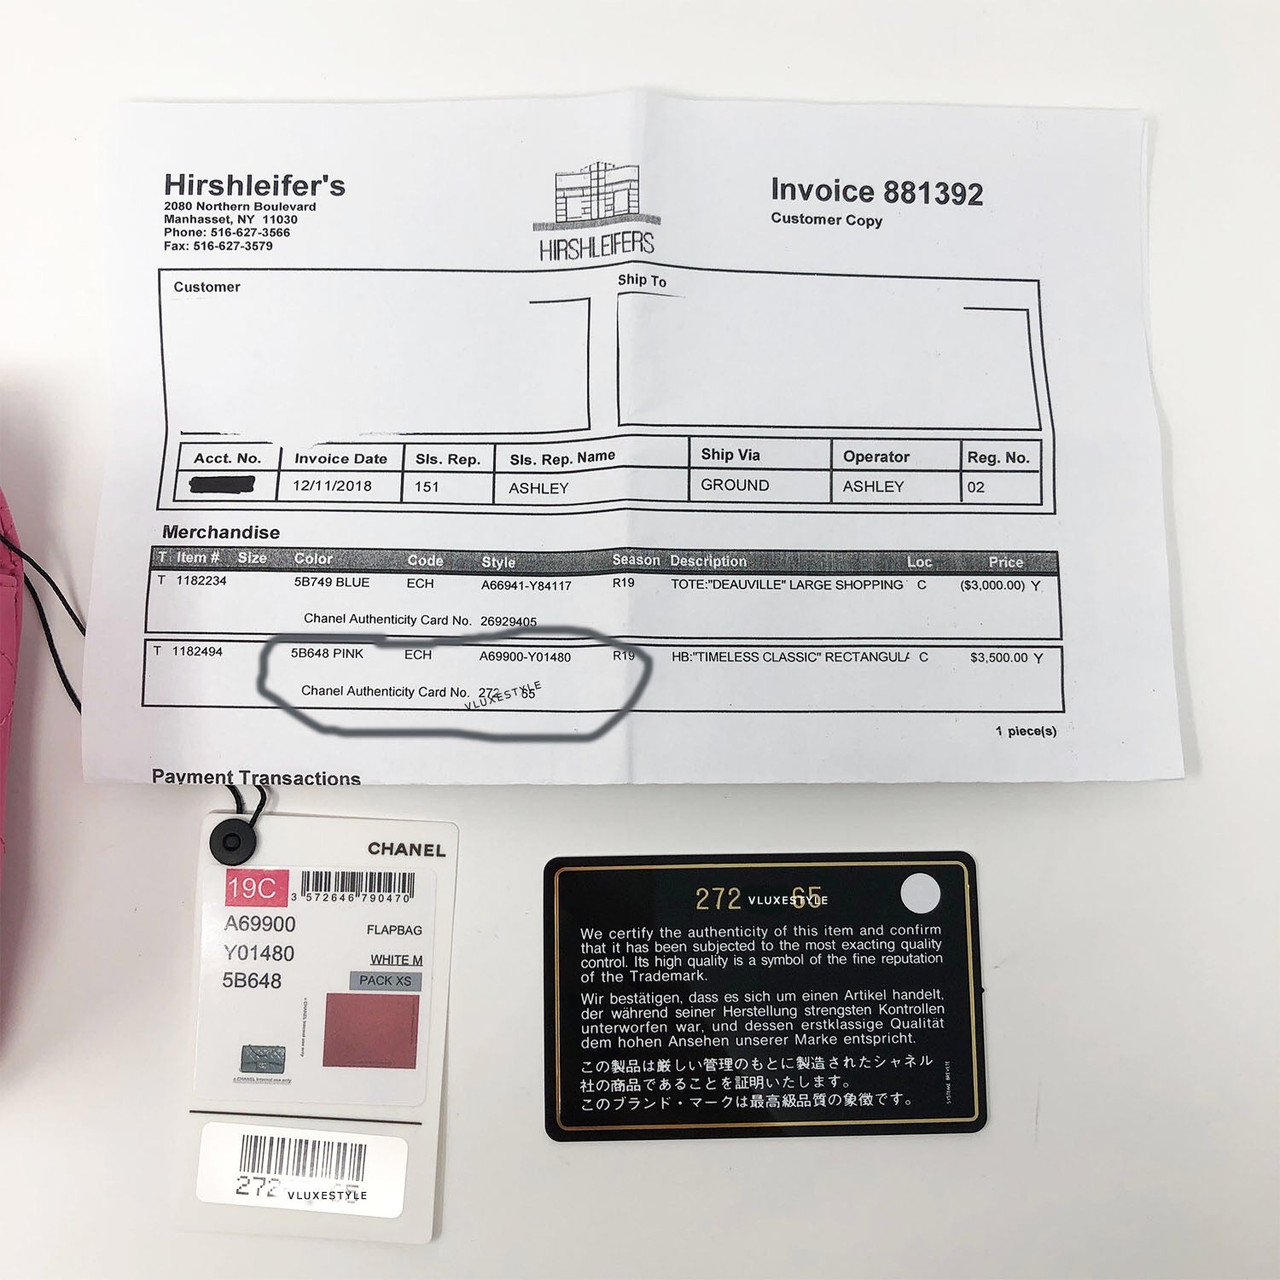 Hirshleifer's
2080 Northern Boulevard
Manhasset, NY 11030
Phone: 516-627-3566
Fax: 516-627-3579
HIRSHLEIFERS
Invoice 881392
Customer Copy
Customer
Ship To
Acct. No. Invoice Date Sls. Rep. Sls. Rep. Name Ship Via Operator Reg. No.
12/11/2018 151 ASHLEY GROUND ASHLEY 02
Merchandise
T Item # Size Color Code Style Season Description Loc Price
T 1182234 5B749 BLUE ECH A66941-Y84117 R19 TOTE:"DEAUVILLE" LARGE SHOPPING C ($3,000.00) Y
Chanel Authenticity Card No. 26929405
T 1182494 5B648 PINK ECH A69900-Y01480 R19 HB:"TIMELESS CLASSIC" RECTANGUL C $3,500.00 Y
Chanel Authenticity Card No. 272 65
VLUXESTYLE
1 piece(s)
Payment Transactions
CHANEL
19C
3 572646 790470
A69900
FLAPBAG
Y01480
WHITE M
5B648
PACK XS
272 65
VLUXESTYLE
272 VLUXESTYLE 65
We certify the authenticity of this item and confirm
that it has been subjected to the most exacting quality
control. Its high quality is a symbol of the fine reputation
of the Trademark.
Wir bestätigen, dass es sich um einen Artikel handelt,
der während seiner Herstellung strengsten Kontrollen
unterworfen war, und dessen erstklassige Qualität
dem hohen Ansehen unserer Marke entspricht.
この製品は厳しい管理のもとに製造されたシャネル
社の商品であることを証明いたします。
このブランド・マークは最高級品質の象徴です。